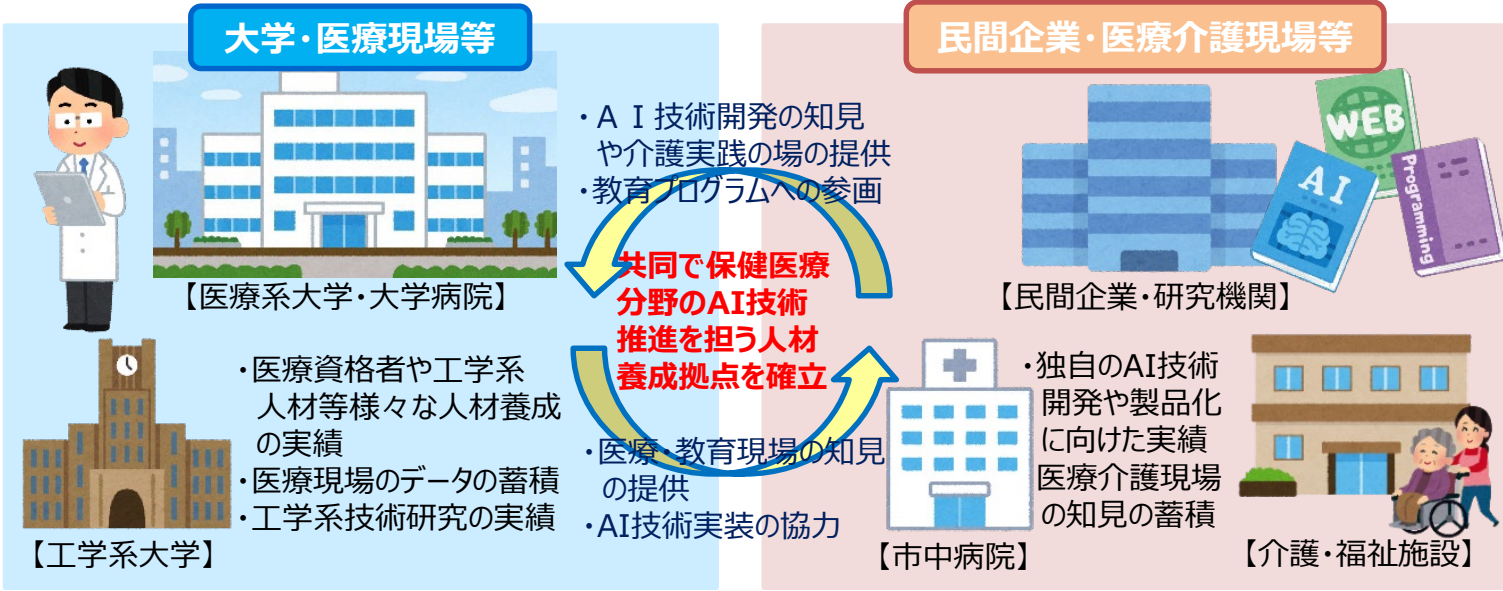 大学・医療現場等
【医療系大学・大学病院】
・医療資格者や工学系
人材等様々な人材養成
の実績
・医療現場のデータの蓄積
・工学系技術研究の実績
【工学系大学】
・ＡＩ技術開発の知見
や介護実践の場の提供
・教育プログラムへの参画
共同で保健医療
分野のAI技術
推進を担う人材
養成拠点を確立
・医療・教育現場の知見
の提供
・AI技術実装の協力
民間企業・医療介護現場等
WEB
AI
Programming
【民間企業・研究機関】
・独自のAI技術
開発や製品化
に向けた実績
医療介護現場
の知見の蓄積
【市中病院】
【介護・福祉施設】